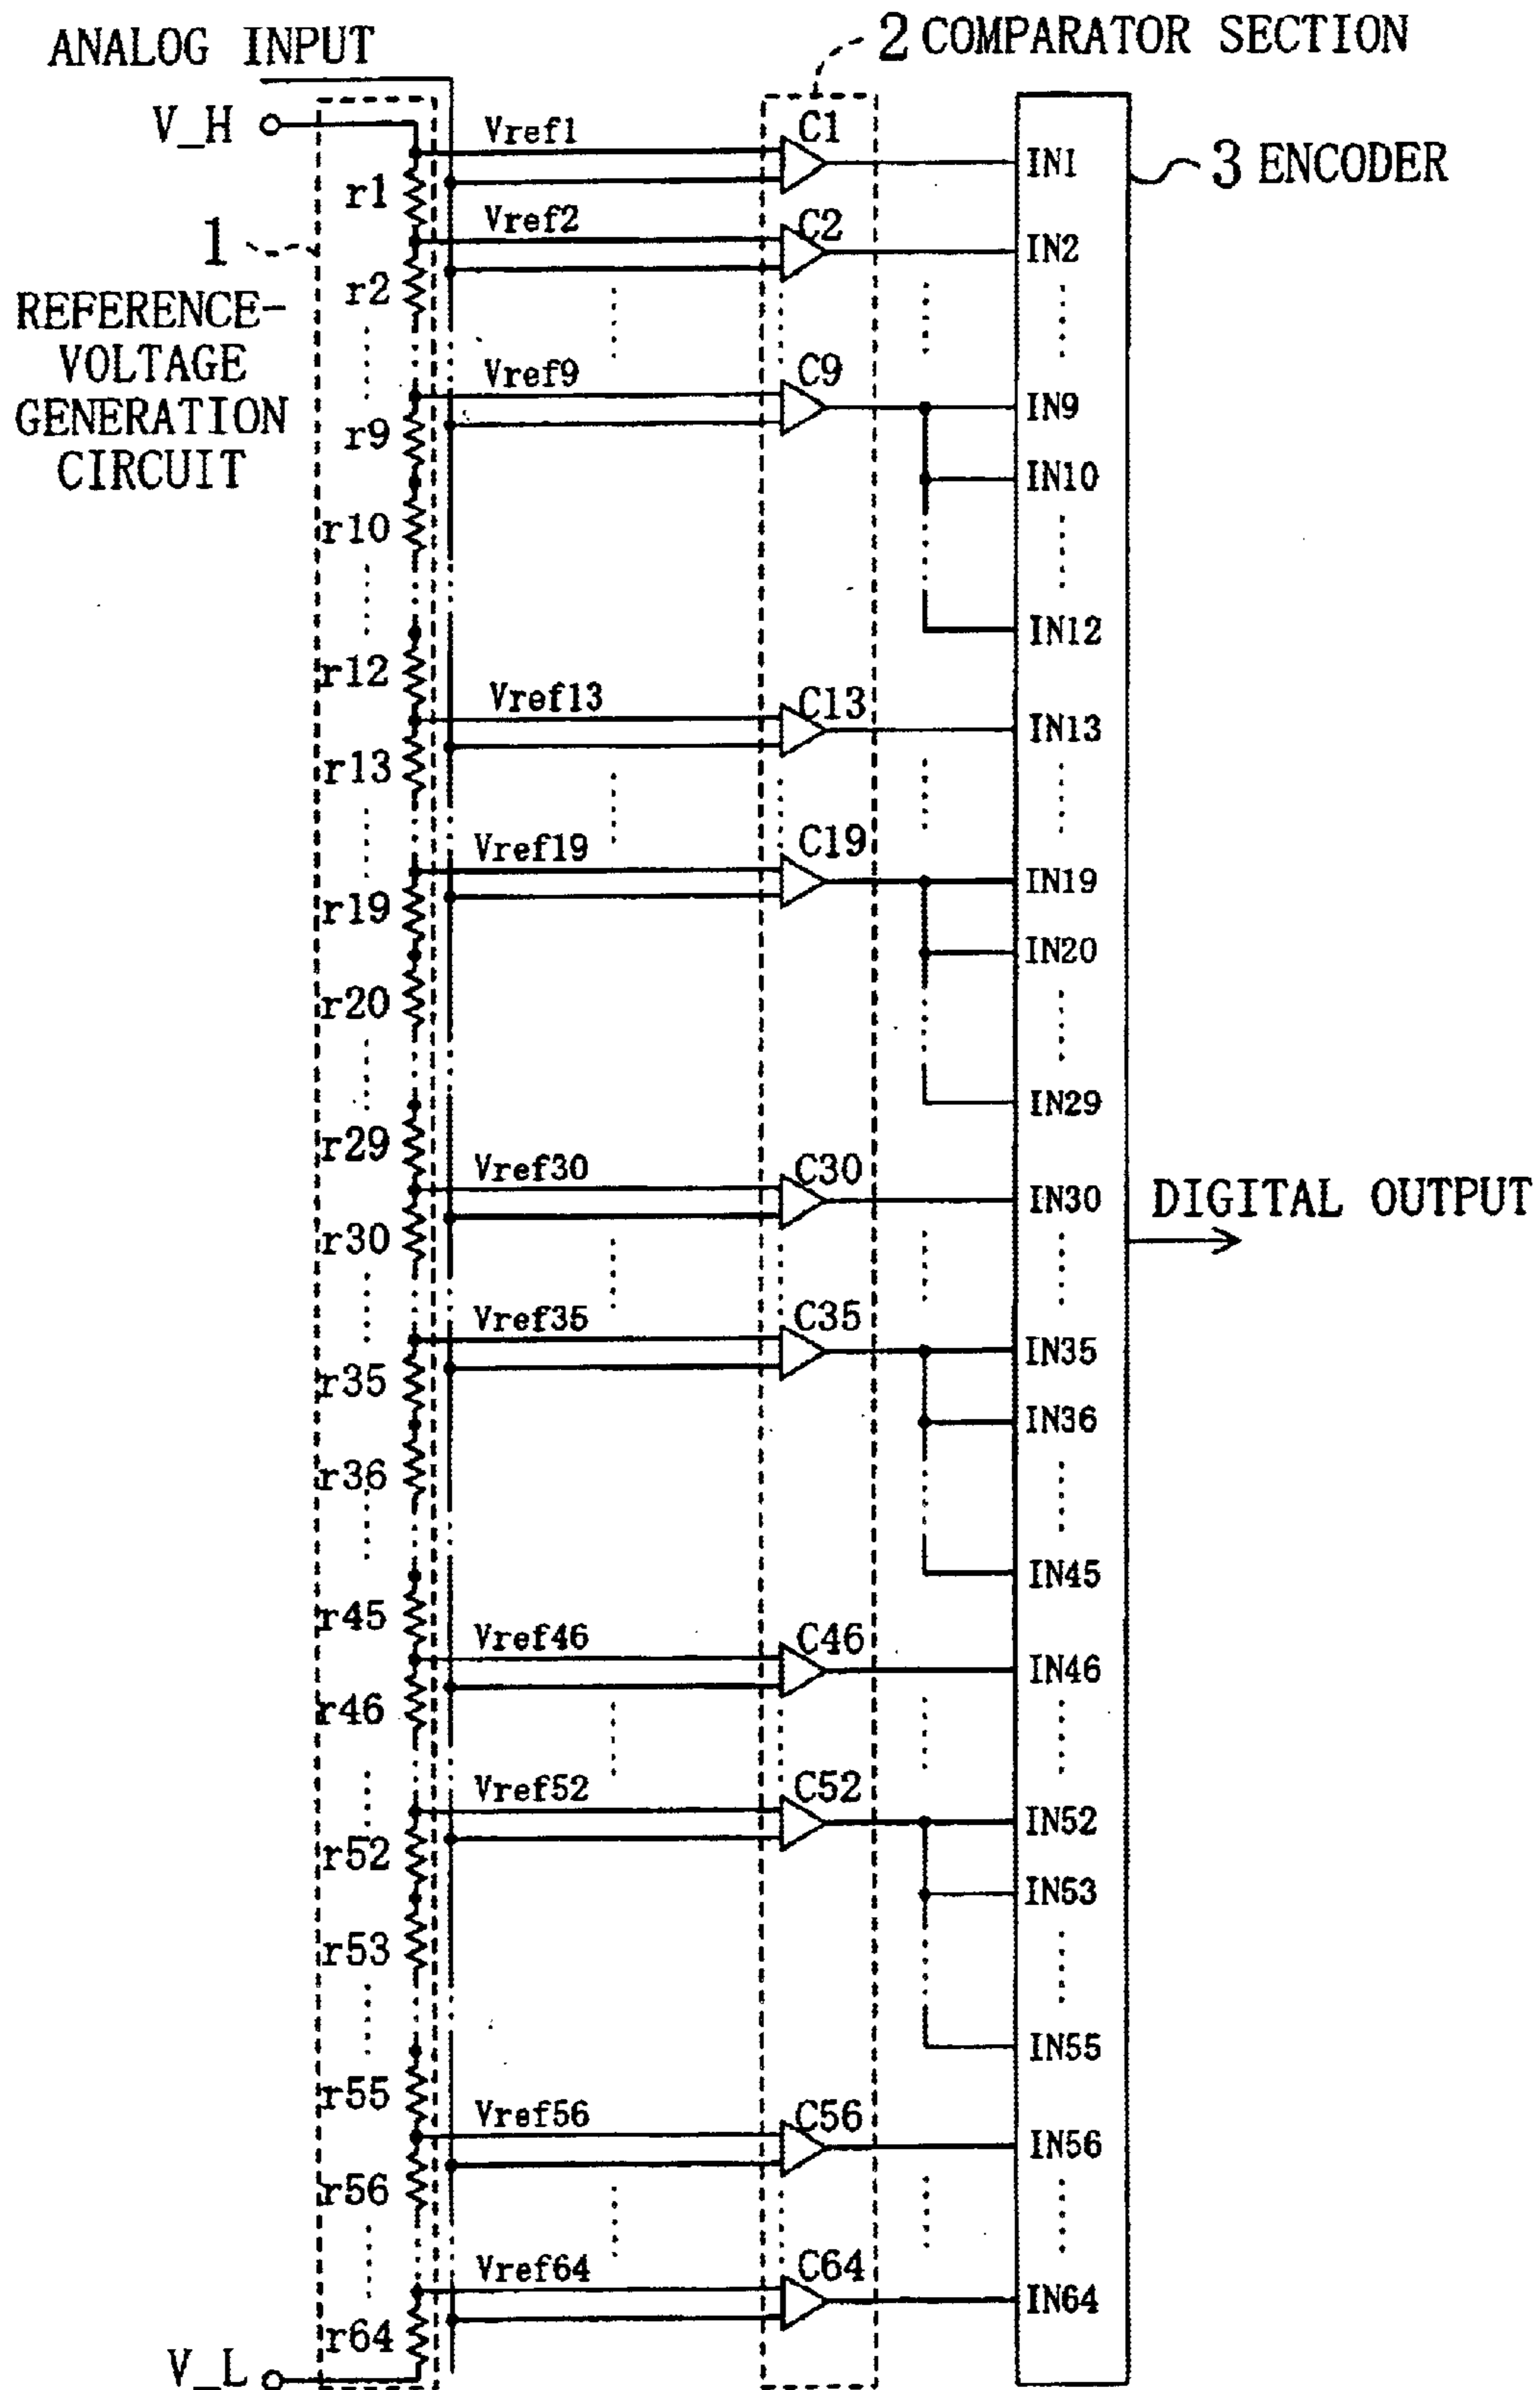 ANALOG INPUT
2 COMPARATOR SECTION
V_H
Vref1
C1
IN1
3 ENCODER
r1
1
REFERENCE-
VOLTAGE
GENERATION
CIRCUIT
Vref2
C2
IN2
r2
Vref9
C9
IN9
r9
IN10
r10
IN12
r12
Vref13
C13
IN13
r13
Vref19
C19
IN19
r19
IN20
r20
IN29
r29
Vref30
C30
IN30
DIGITAL OUTPUT
r30
Vref35
C35
IN35
r35
IN36
r36
IN45
r45
Vref46
C46
IN46
r46
Vref52
C52
IN52
r52
IN53
r53
IN55
r55
Vref56
C56
IN56
r56
Vref64
C64
IN64
r64
V_L